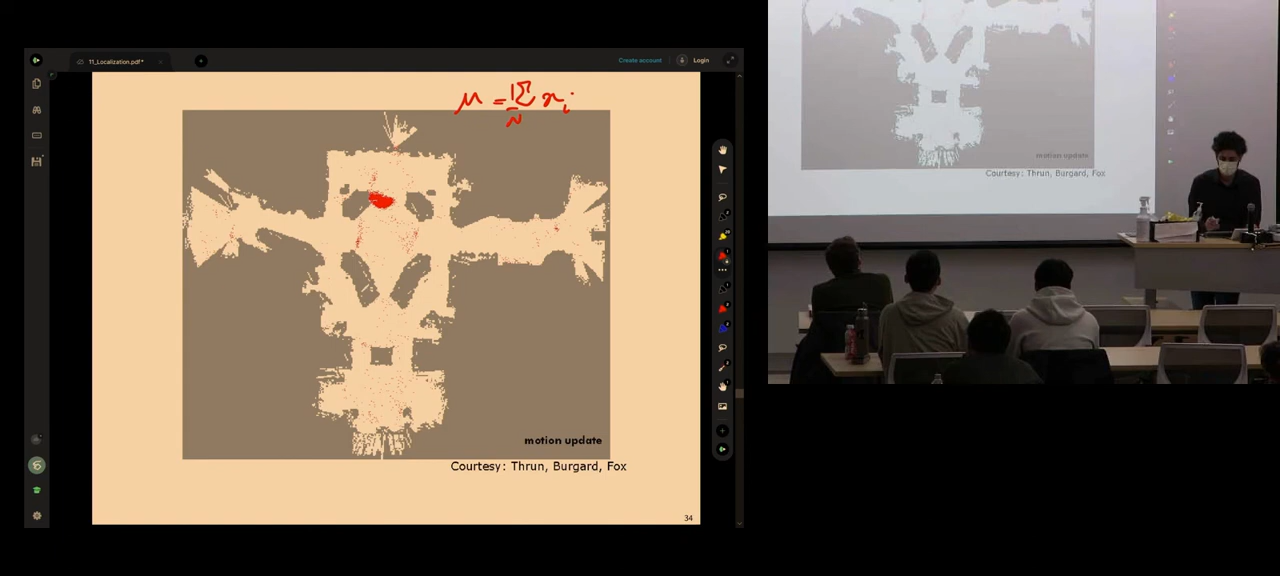 11_Localization.pdf*
Create account
Login
μ = 1/N Σ xᵢ
motion update
Courtesy: Thrun, Burgard, Fox
34
motion update
Courtesy: Thrun, Burgard, Fox